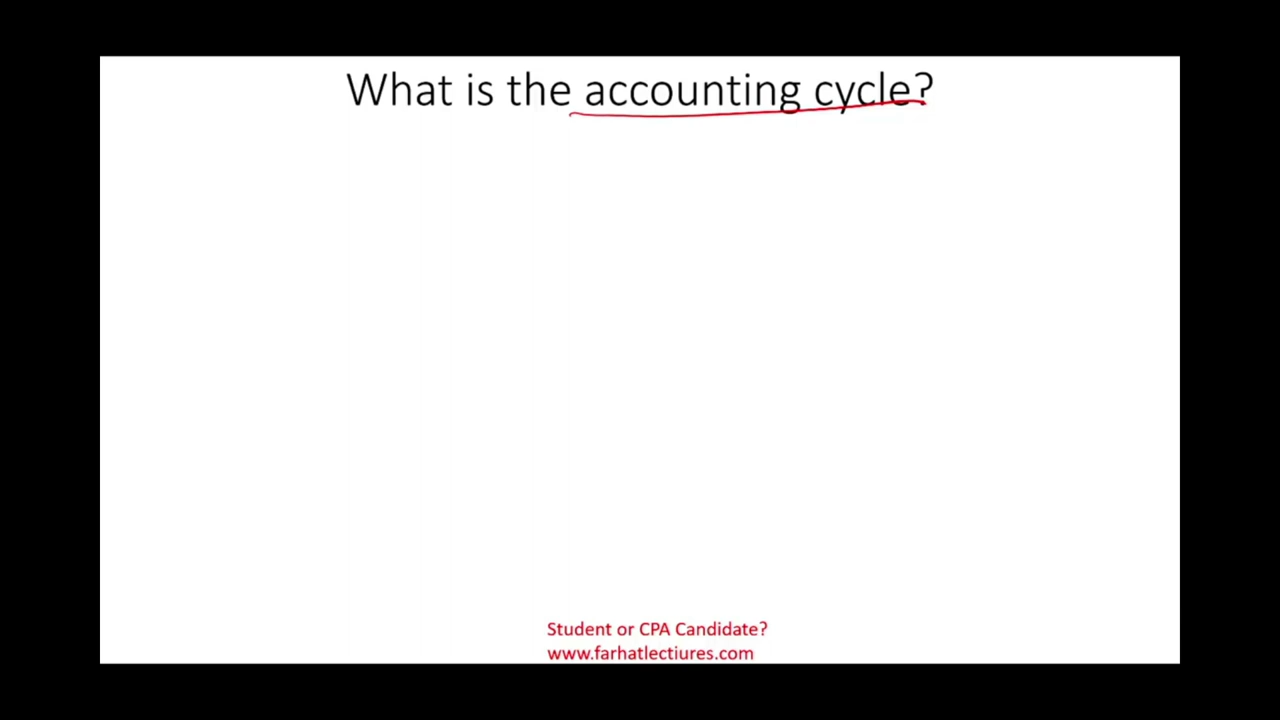 What is the accounting cycle?
Student or CPA Candidate?
www.farhatlectiures.com